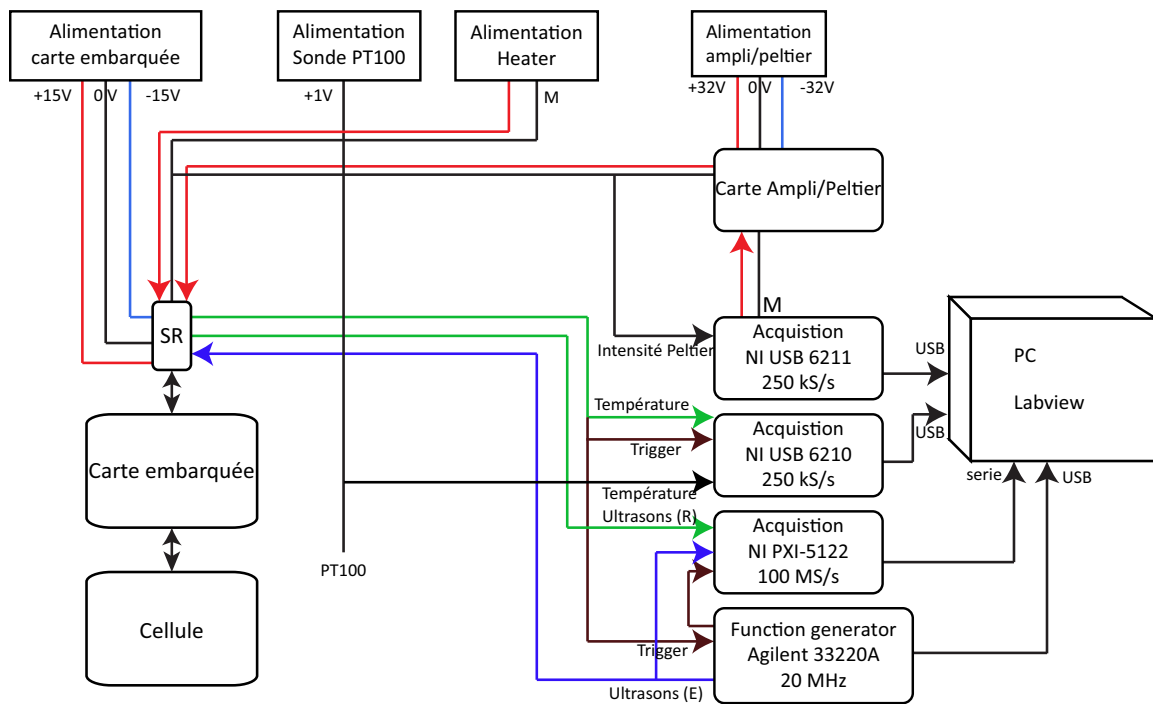 Alimentation
carte embarquée
Alimentation
Sonde PT100
Alimentation
Heater
Alimentation
ampli/peltier
+15V
0 V
-15V
+1V
M
+32V
0 V
-32V
Carte Ampli/Peltier
M
SR
Intensité Peltier
Acquistion
NI USB 6211
250 kS/s
USB
PC
Labview
Température
Trigger
Acquistion
NI USB 6210
250 kS/s
USB
Carte embarquée
Température
serie
USB
Ultrasons (R)
Acquistion
NI PXI-5122
100 MS/s
PT100
Cellule
Trigger
Function generator
Agilent 33220A
20 MHz
Ultrasons (E)